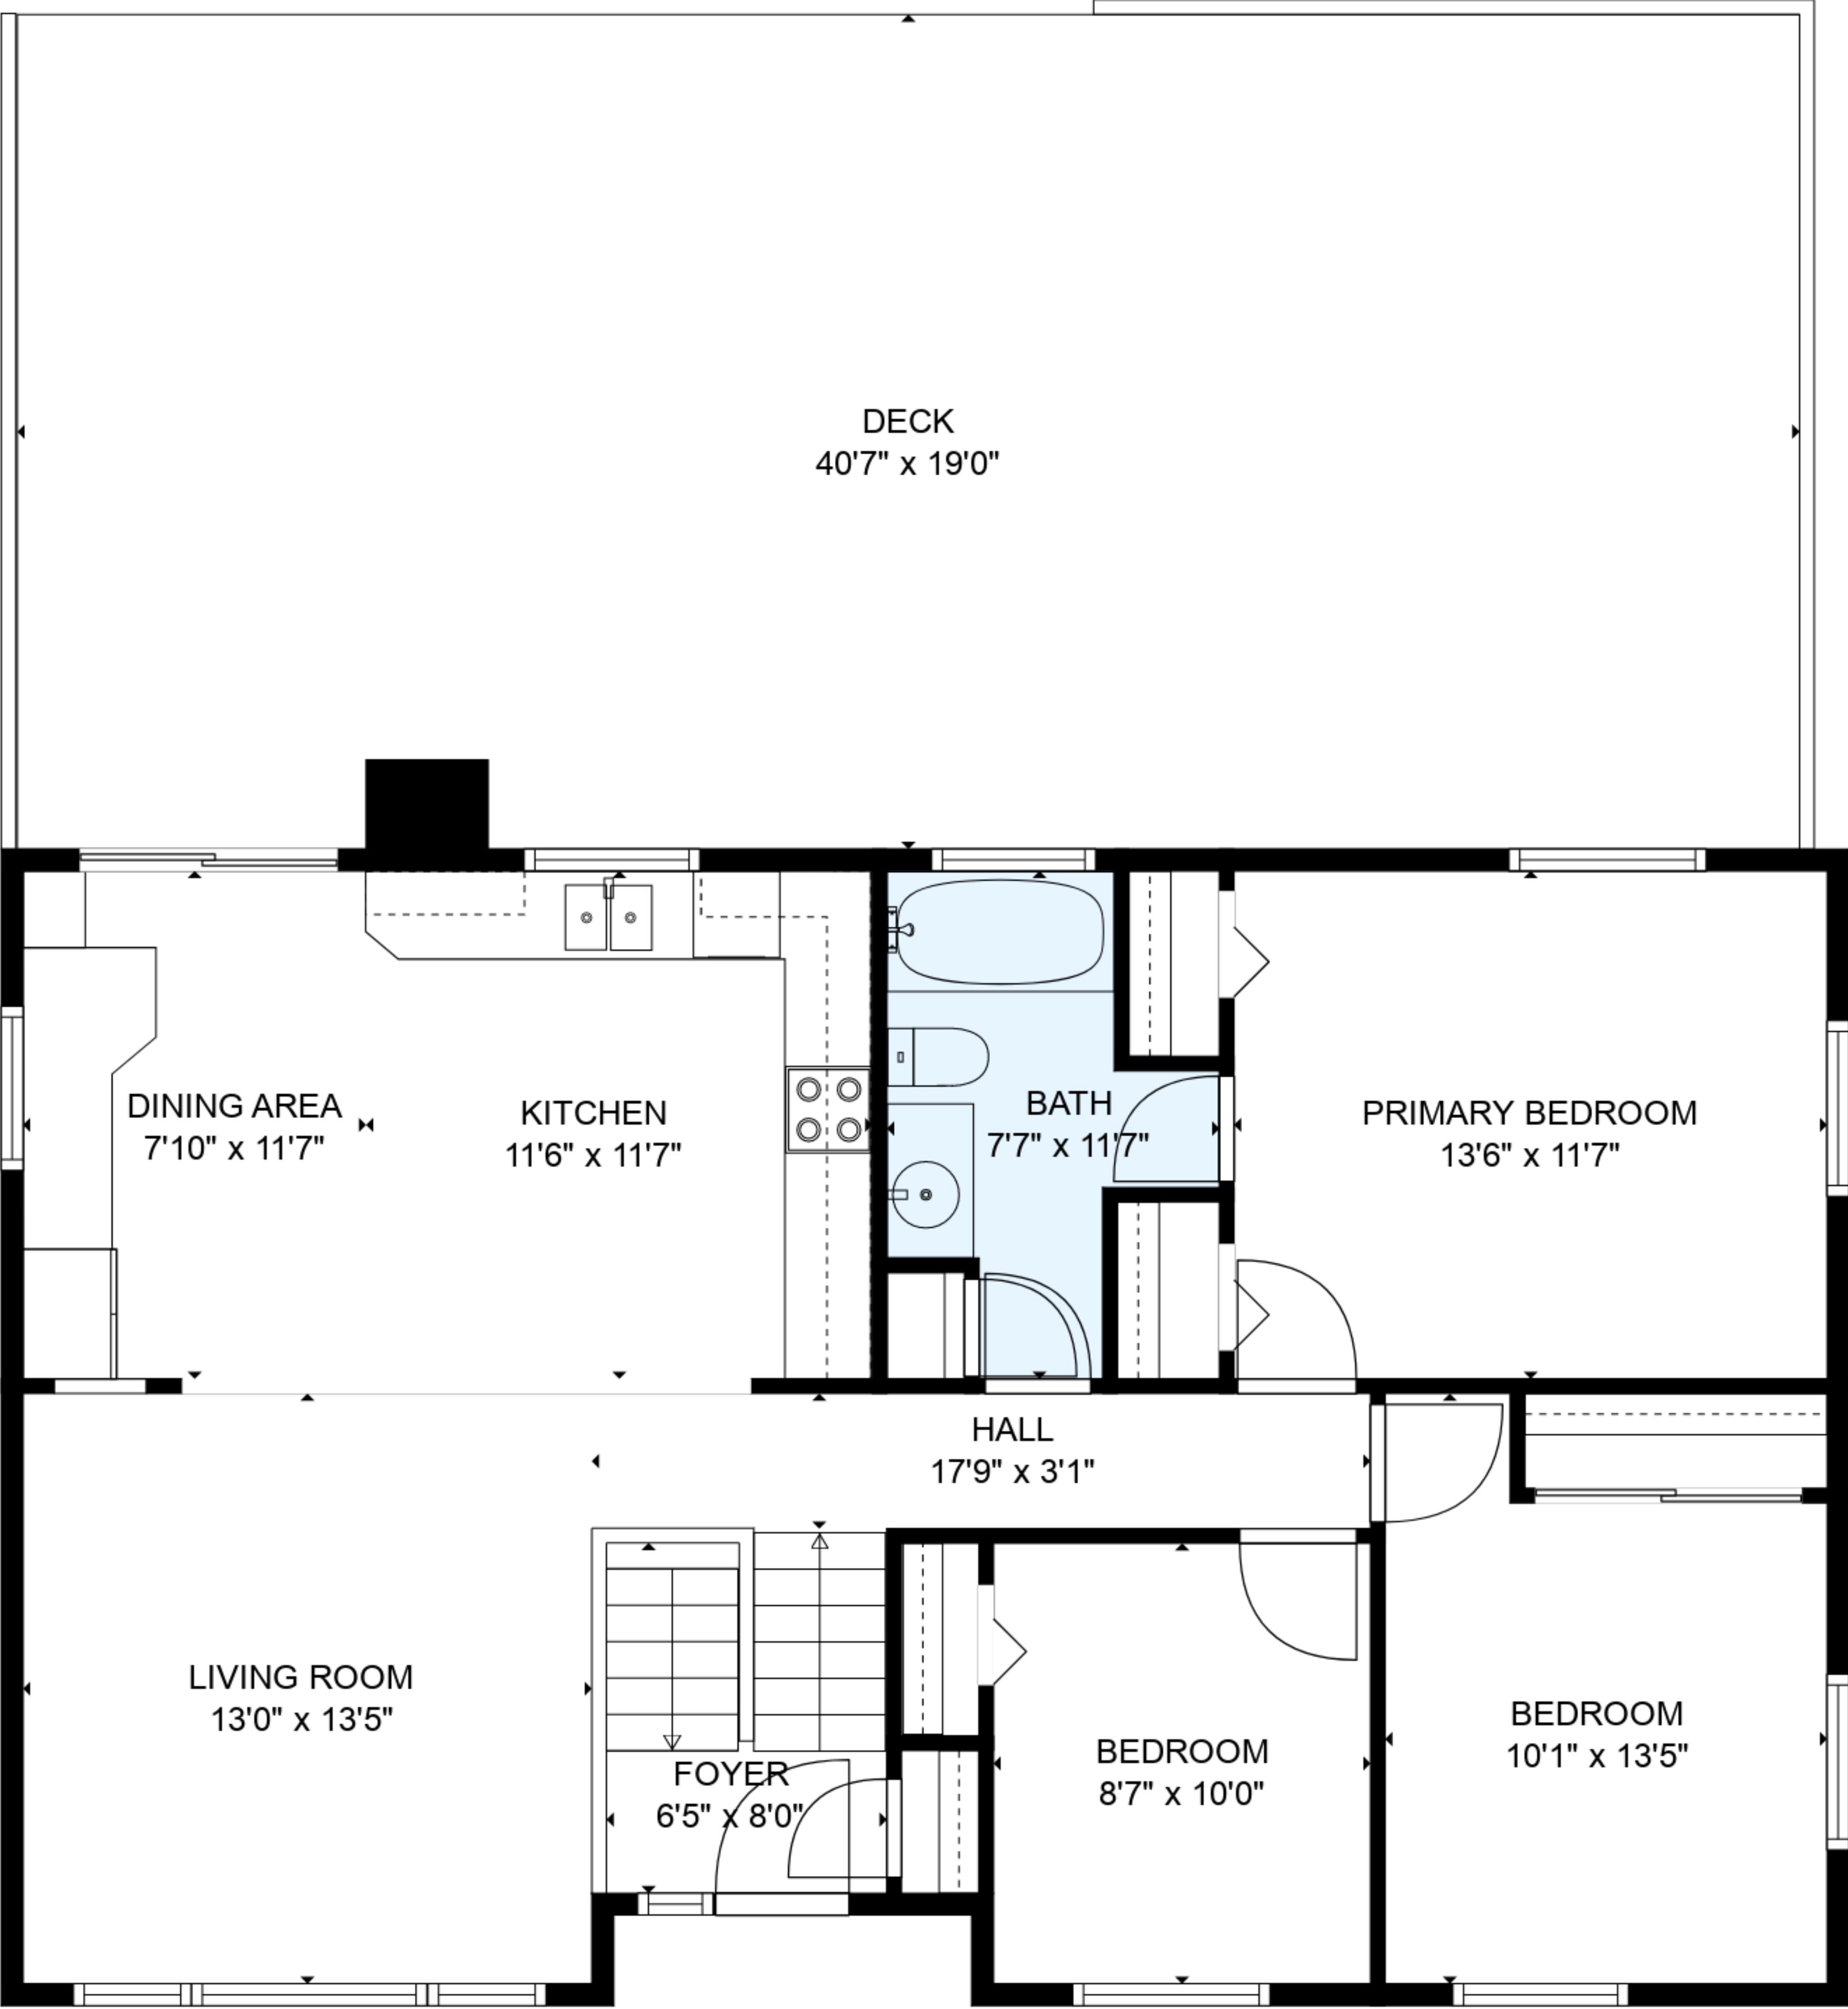 DECK
40'7" x 19'0"
DINING AREA
7'10" x 11'7"
KITCHEN
11'6" x 11'7"
BATH
7'7" x 11'7"
PRIMARY BEDROOM
13'6" x 11'7"
HALL
17'9" x 3'1"
LIVING ROOM
13'0" x 13'5"
FOYER
6'5" x 8'0"
BEDROOM
8'7" x 10'0"
BEDROOM
10'1" x 13'5"